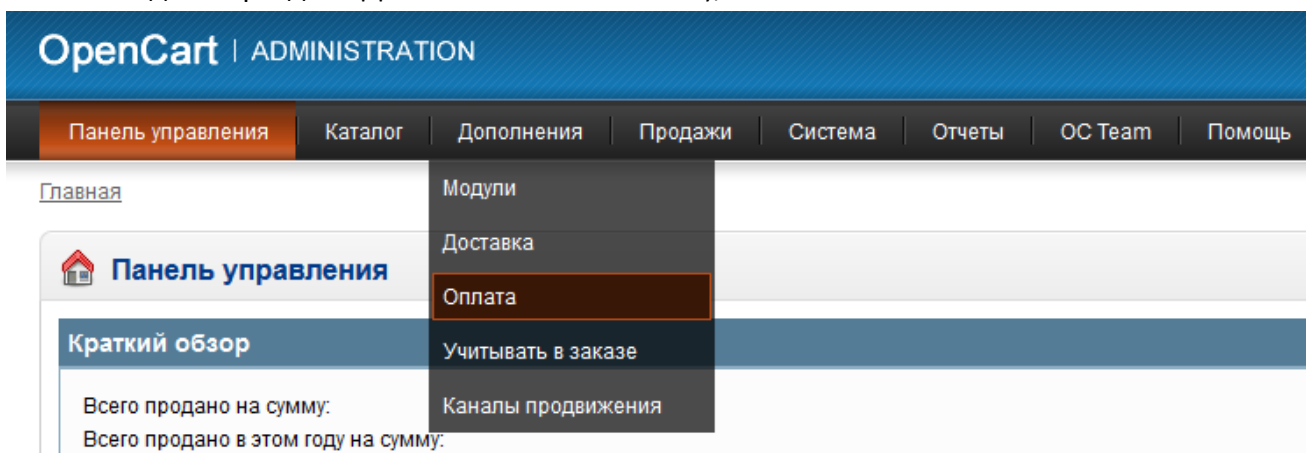 OpenCart | ADMINISTRATION
Панель управления Каталог Дополнения Продажи Система Отчеты OC Team Помощь
Главная
Модули
Доставка
Панель управления
Оплата
Краткий обзор
Учитывать в заказе
Всего продано на сумму:
Каналы продвижения
Всего продано в этом году на сумму: